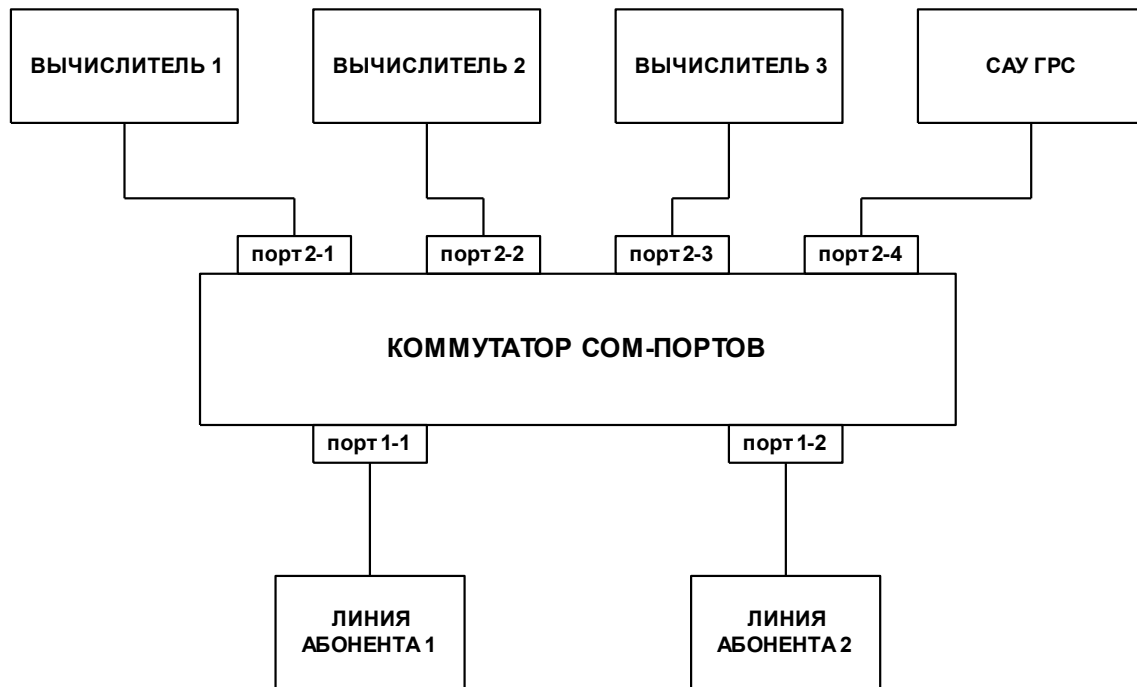 ВЫЧИСЛИТЕЛЬ 1
ВЫЧИСЛИТЕЛЬ 2
ВЫЧИСЛИТЕЛЬ 3
САУ ГРС
порт 2-1
порт 2-2
порт 2-3
порт 2-4
КОММУТАТОР СОМ-ПОРТОВ
порт 1-1
порт 1-2
ЛИНИЯ
АБОНЕНТА 1
ЛИНИЯ
АБОНЕНТА 2